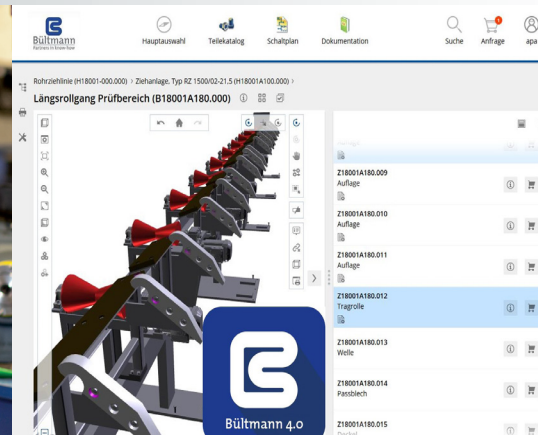 Bültmann
Partners in know-how
Hauptauswahl
Teilekatalog
Schaltplan
Dokumentation
Suche
Anfrage
apa
Rohrziehlinie (H18001-000.000) > Ziehanlage, Typ RZ 1500/02-21,5 (H18001A100.000) >
Längsrollgang Prüfbereich (B18001A180.000)
Z18001A180.009
Auflage
Z18001A180.010
Auflage
Z18001A180.011
Auflage
Z18001A180.012
Tragrolle
Z18001A180.013
Welle
Z18001A180.014
Passblech
Z18001A180.015
Deckel
Bültmann 4.0